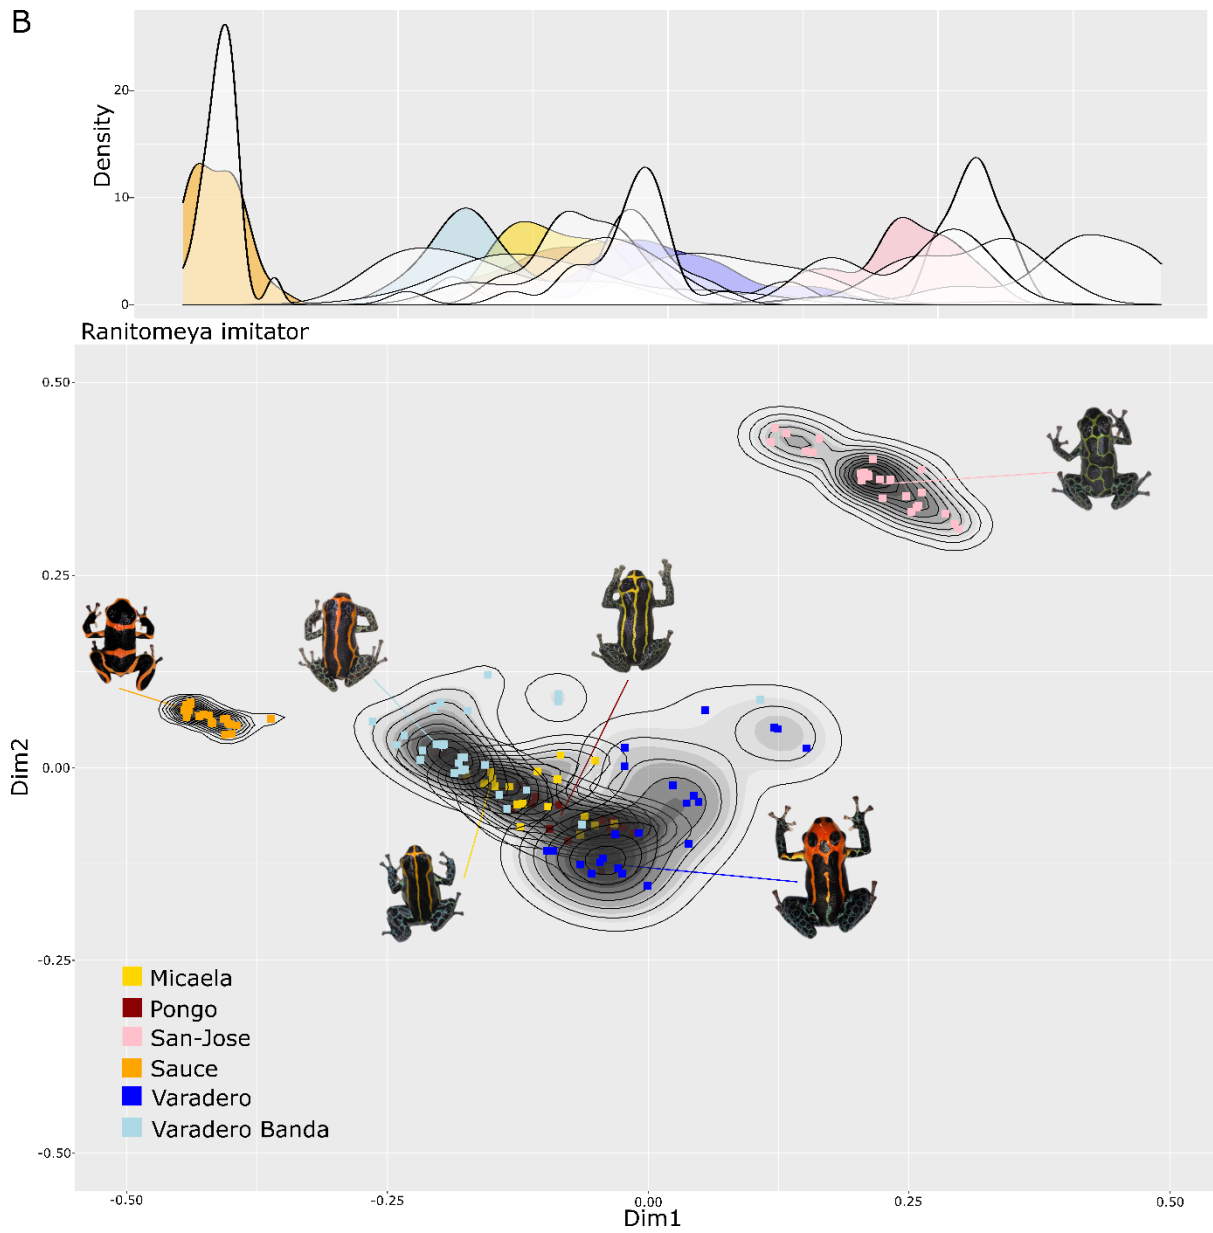 B
Density
20
10
0
Ranitomeya imitator
Dim2
0.50
0.25
0.00
-0.25
-0.50
Micaela
Pongo
San-Jose
Sauce
Varadero
Varadero Banda
-0.50 -0.25 0.00 0.25 0.50
Dim1